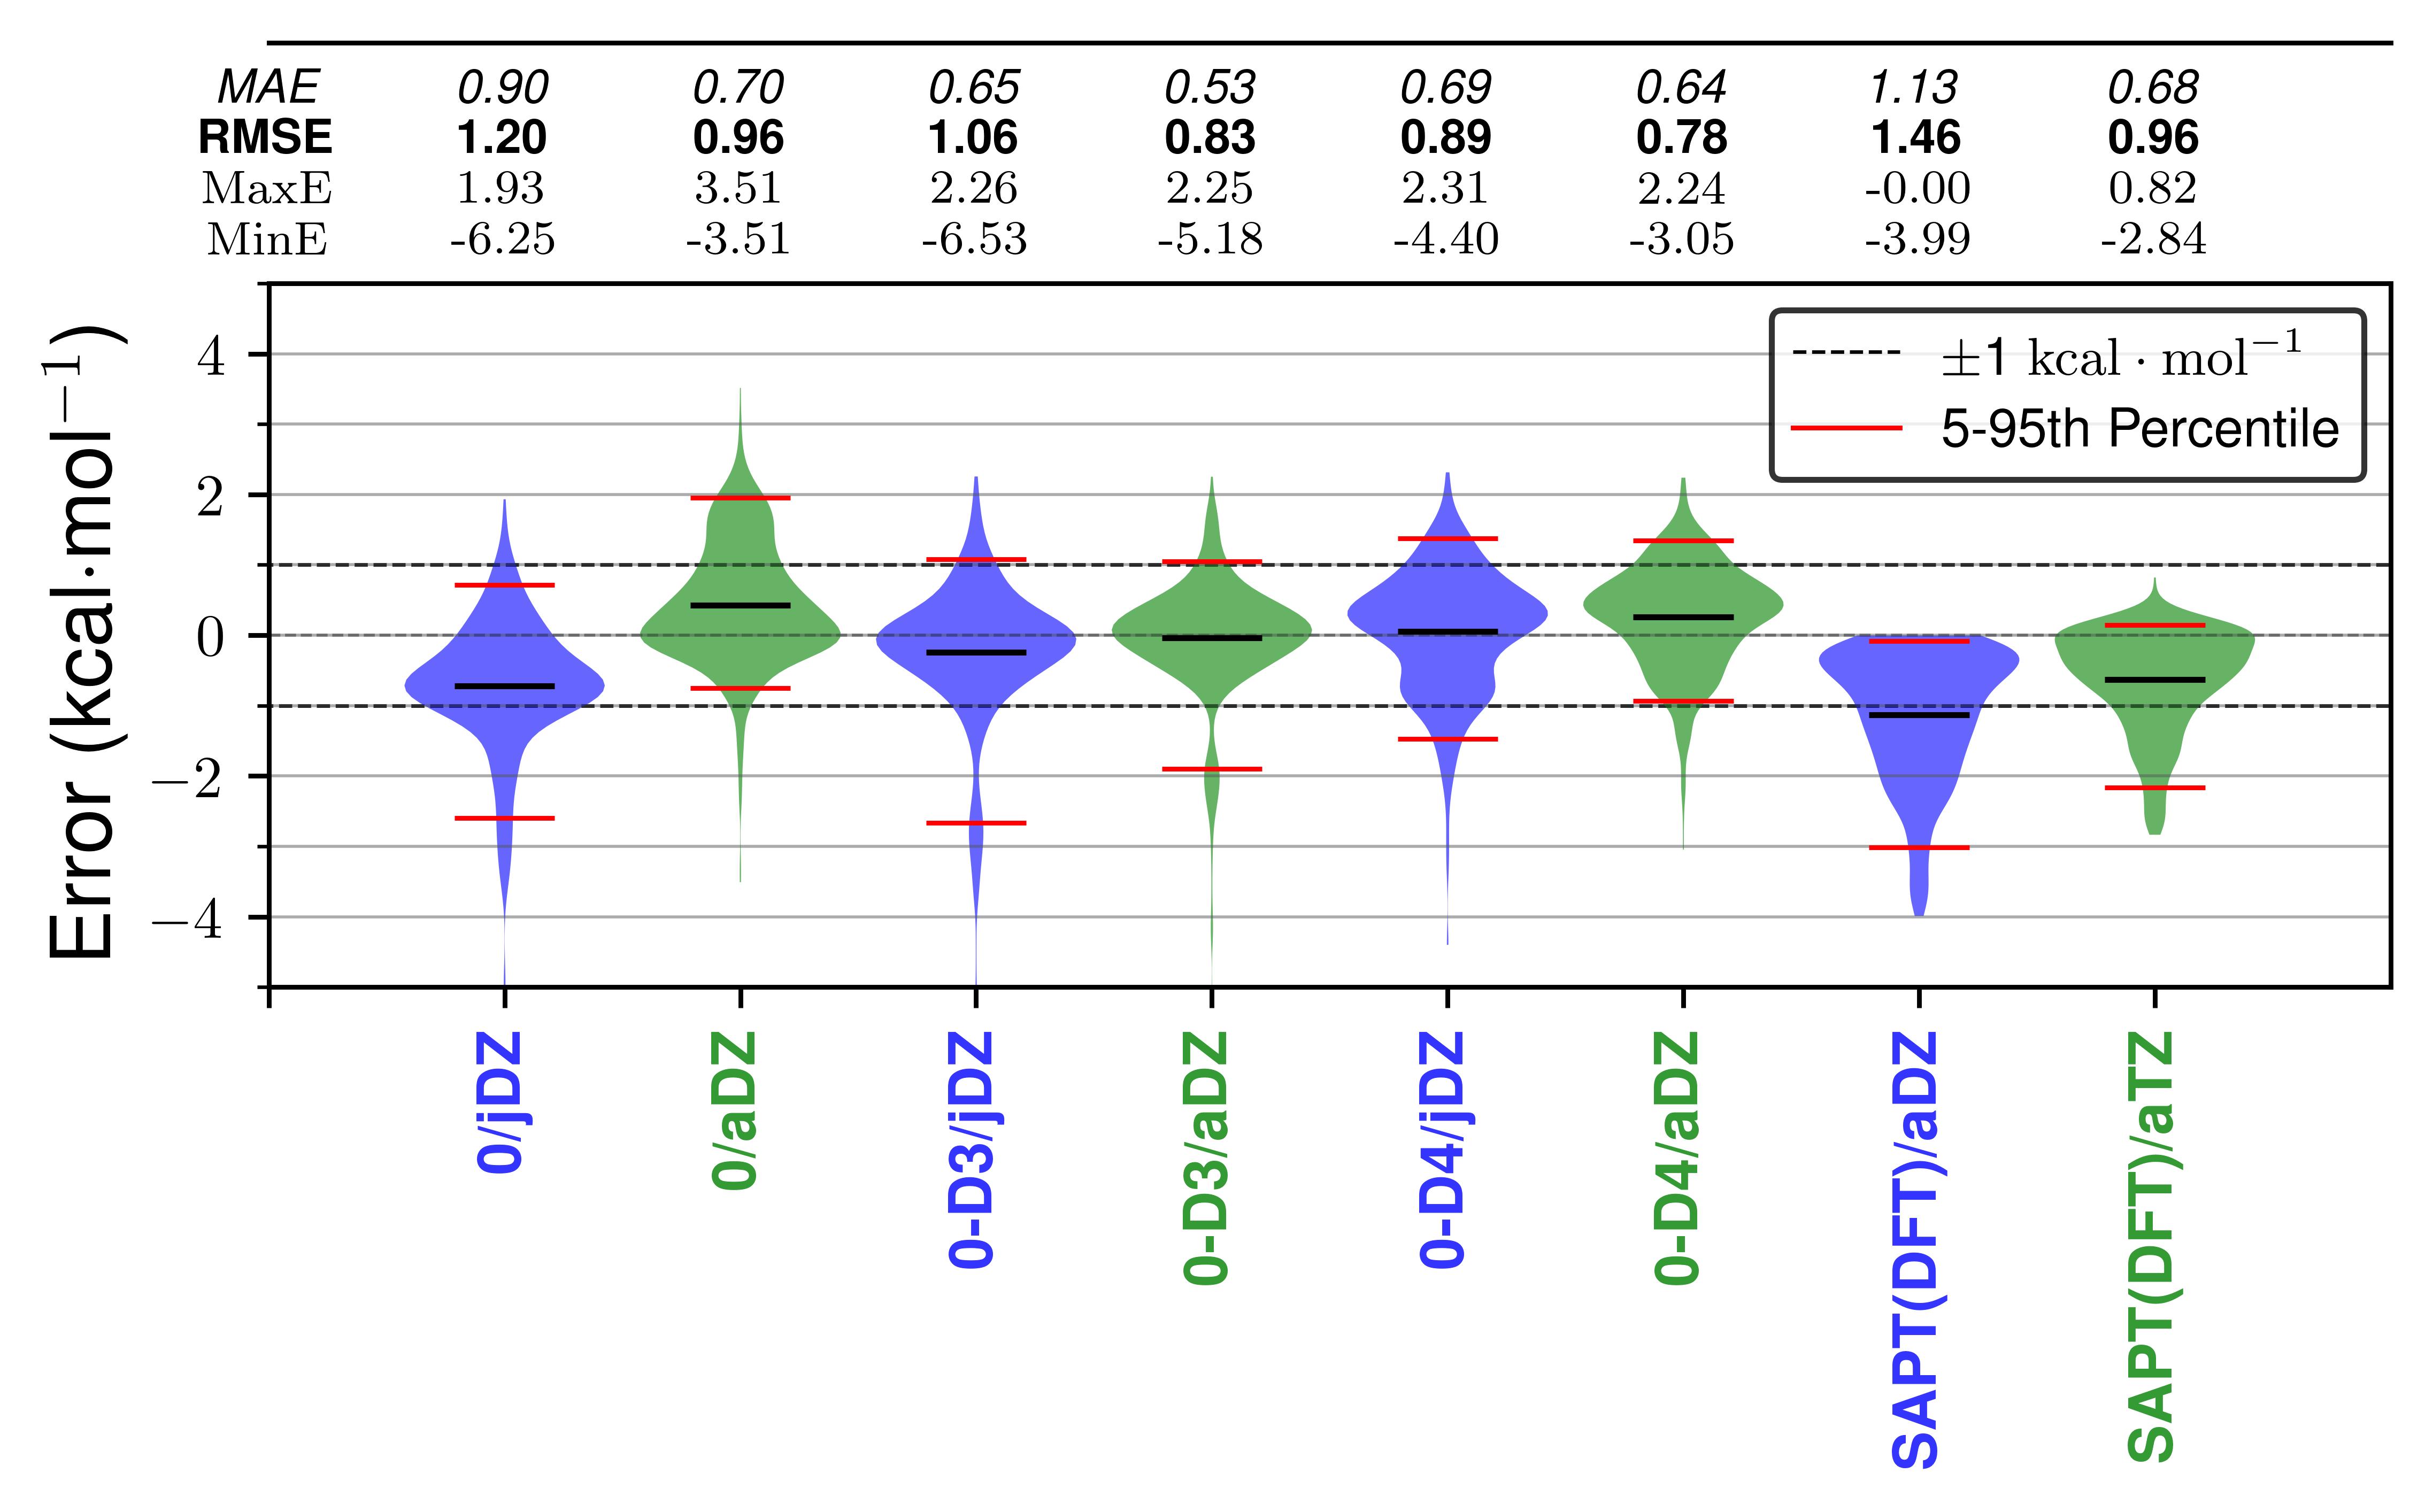 MAE 0.90 0.70 0.65 0.53 0.69 0.64 1.13 0.68
RMSE 1.20 0.96 1.06 0.83 0.89 0.78 1.46 0.96
MaxE 1.93 3.51 2.26 2.25 2.31 2.24 -0.00 0.82
MinE -6.25 -3.51 -6.53 -5.18 -4.40 -3.05 -3.99 -2.84
Error (kcal·mol⁻¹)
4
2
0
−2
−4
±1 kcal · mol⁻¹
5-95th Percentile
0/jDZ
0/aDZ
0-D3/jDZ
0-D3/aDZ
0-D4/jDZ
0-D4/aDZ
SAPT(DFT)/aDZ
SAPT(DFT)/aTZ